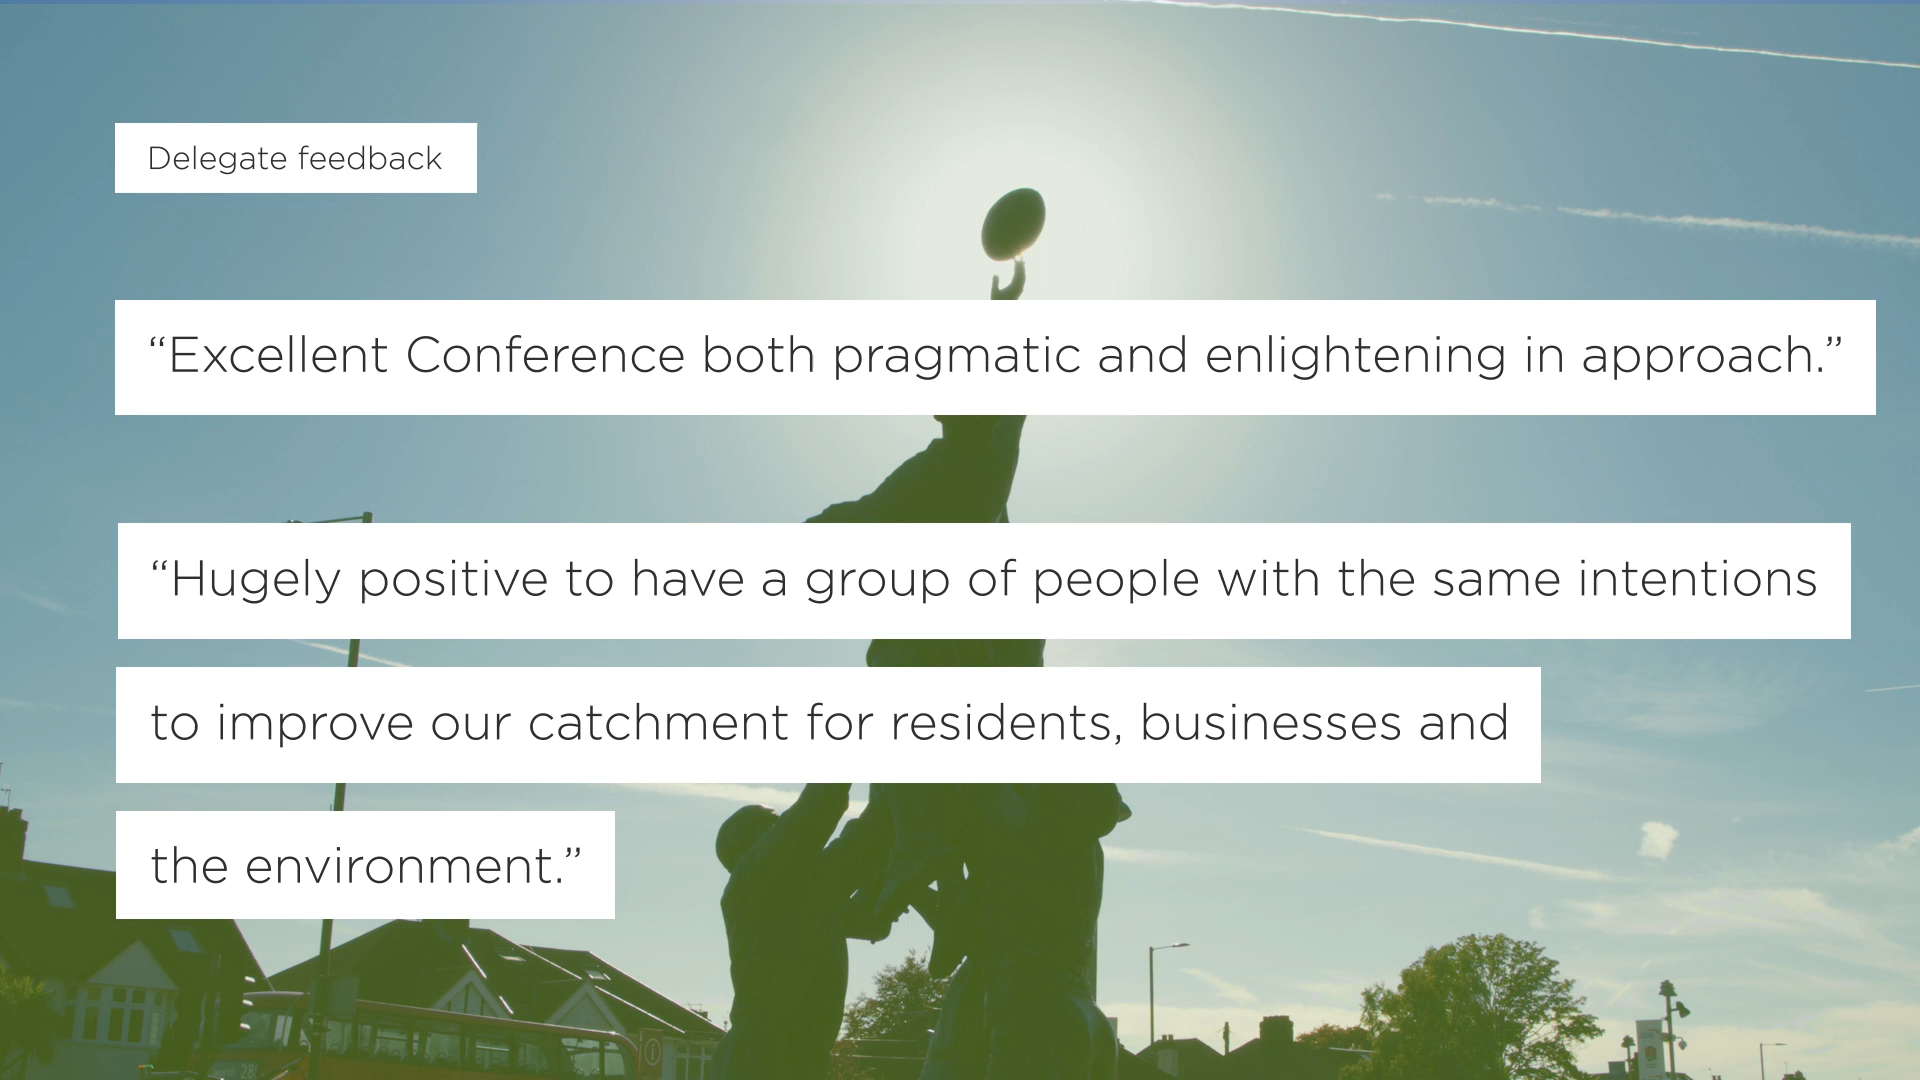 Delegate feedback
“Excellent Conference both pragmatic and enlightening in approach.”
“Hugely positive to have a group of people with the same intentions
to improve our catchment for residents, businesses and
the environment.”